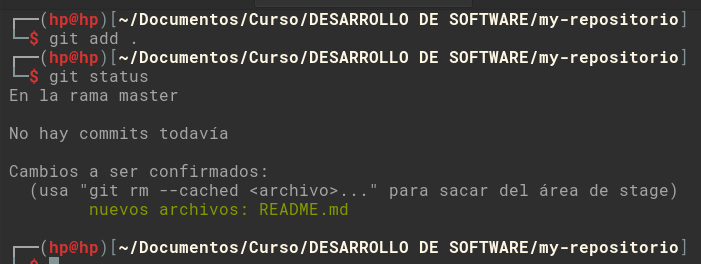 ┌──(hp@hp)[~/Documentos/Curso/DESARROLLO DE SOFTWARE/my-repositorio]
└─$ git add .
┌──(hp@hp)[~/Documentos/Curso/DESARROLLO DE SOFTWARE/my-repositorio]
└─$ git status
En la rama master

No hay commits todavía

Cambios a ser confirmados:
  (usa "git rm --cached <archivo>..." para sacar del área de stage)
        nuevos archivos: README.md

┌──(hp@hp)[~/Documentos/Curso/DESARROLLO DE SOFTWARE/my-repositorio]
└─$